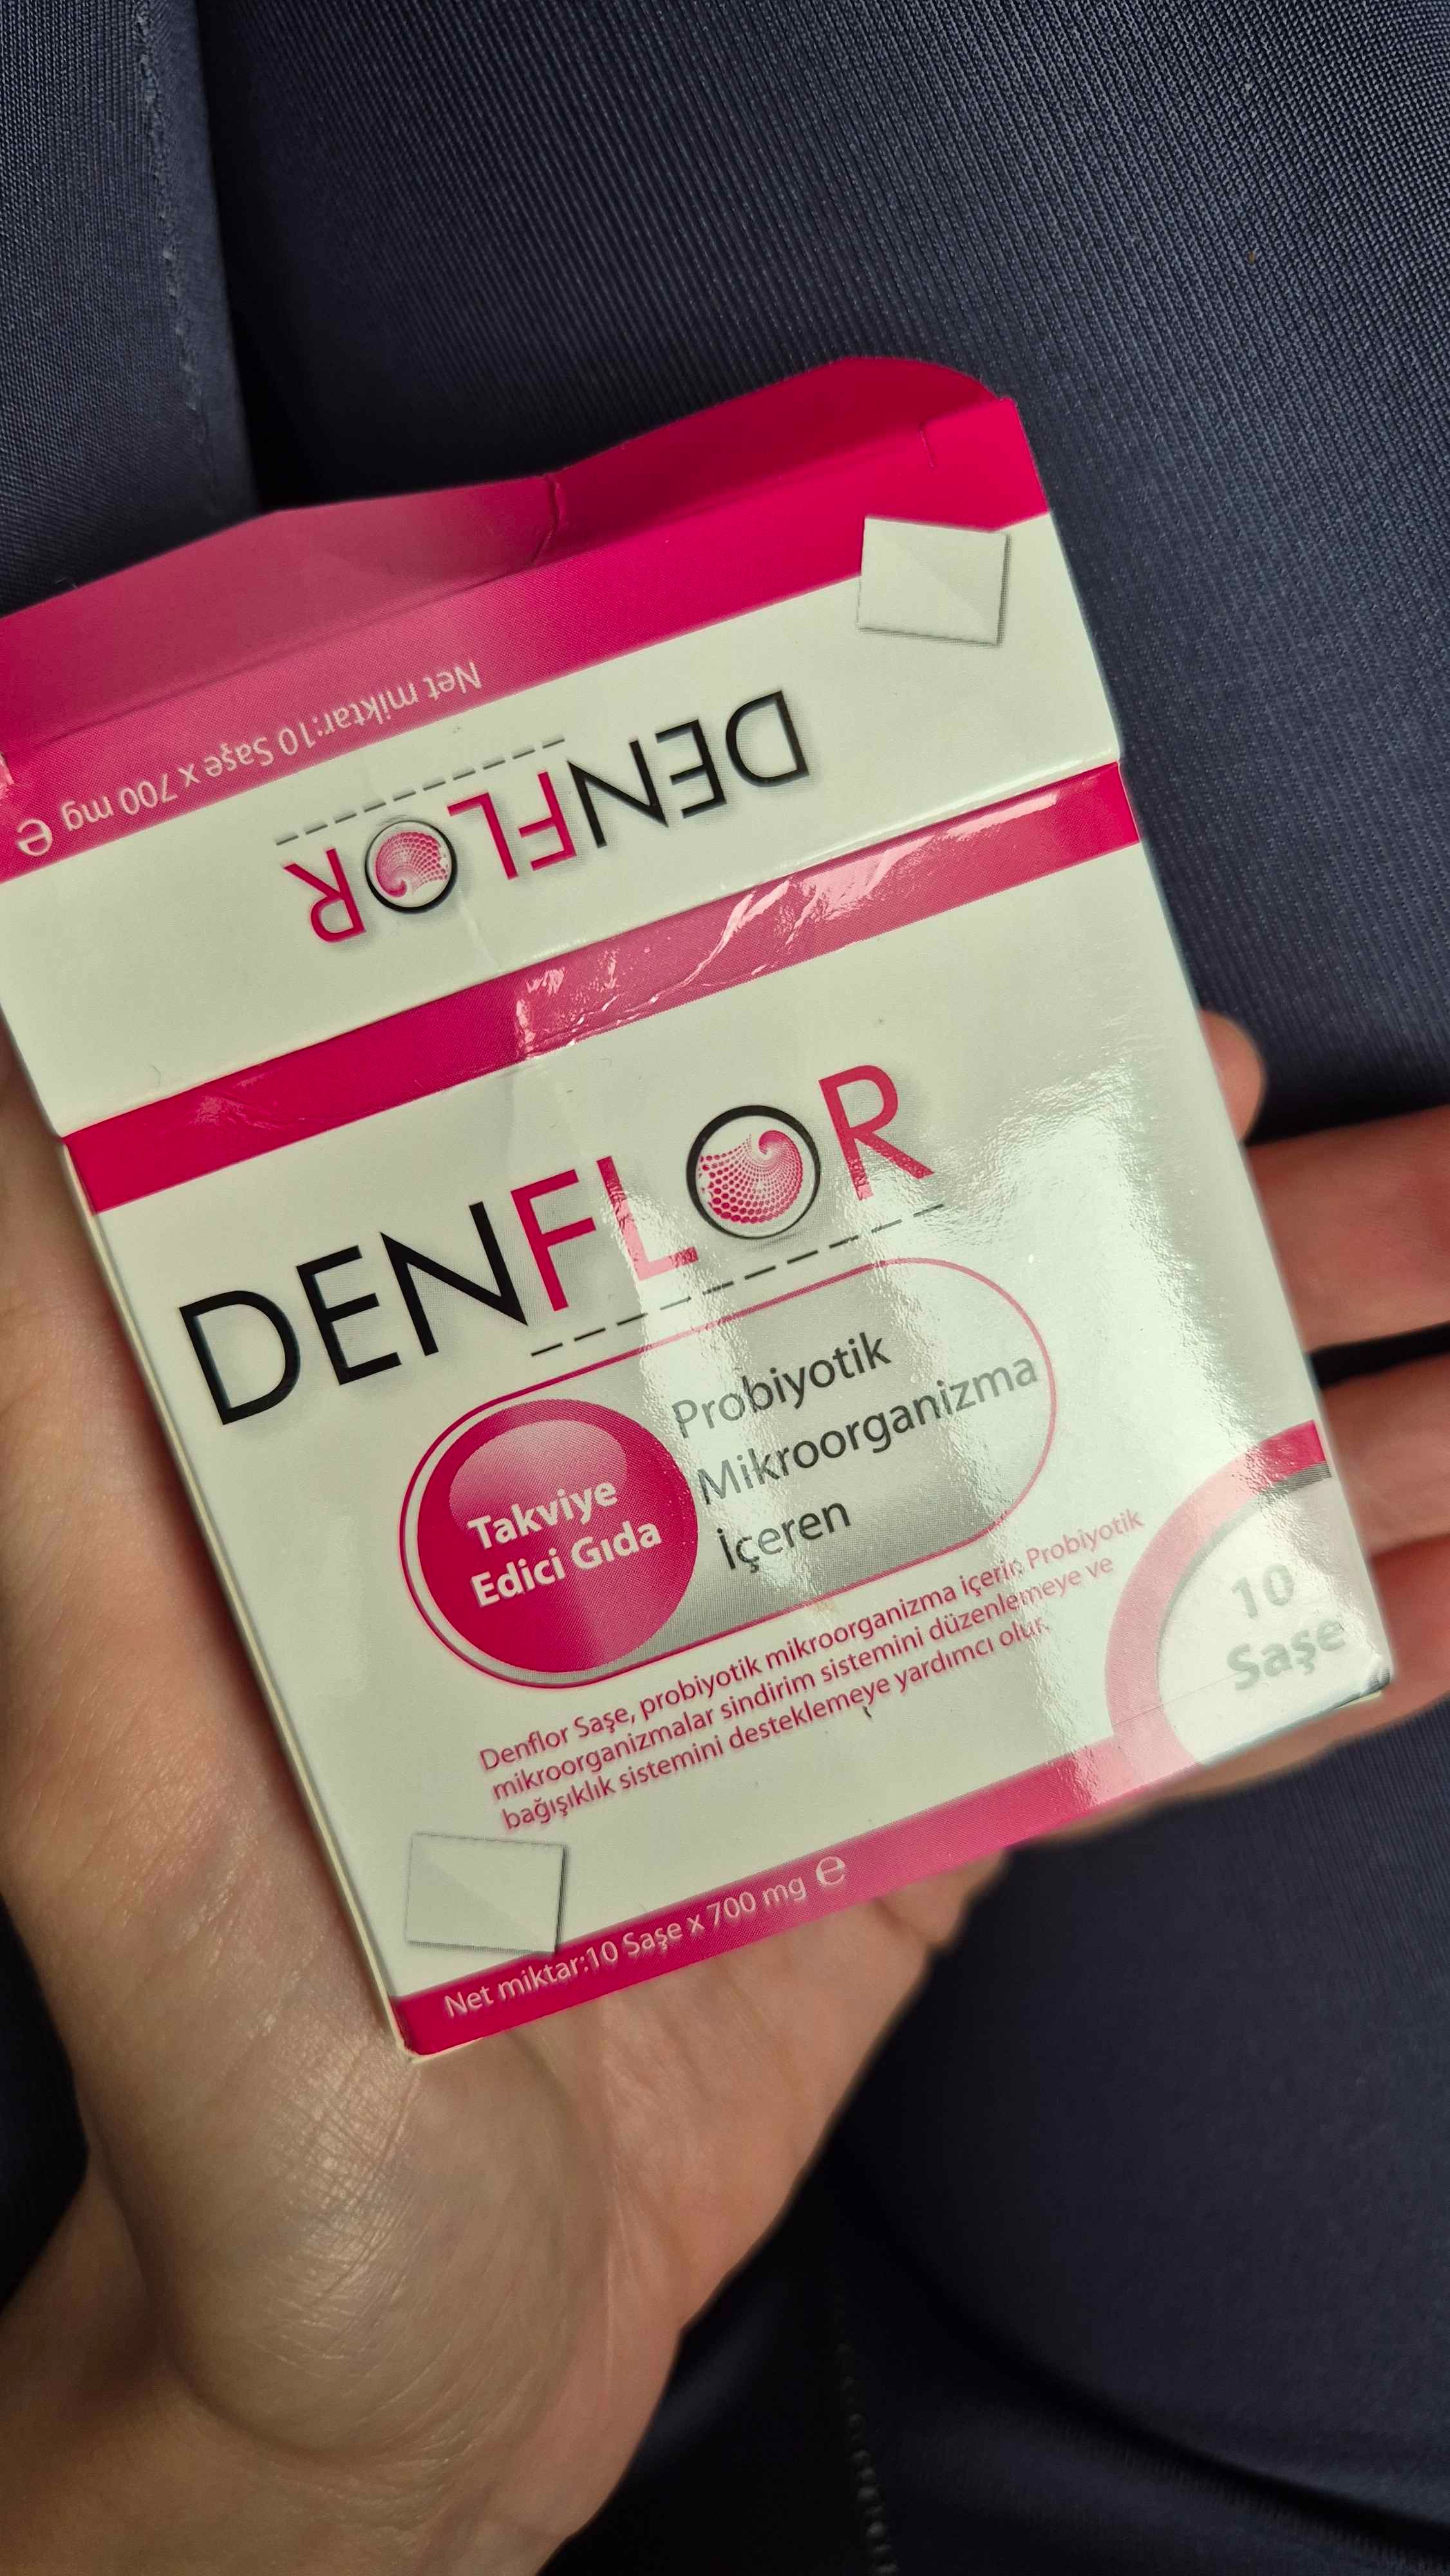 Net miktar:10 Saşe x 700 mg ℮
DENFLOR
DENFLOR
Takviye
Edici Gıda
Probiyotik
Mikroorganizma
İçeren
Denflor Saşe, probiyotik mikroorganizma içerir. Probiyotik
mikroorganizmalar sindirim sistemini düzenlemeye ve
bağışıklık sistemini desteklemeye yardımcı olur.
10
Saşe
Net miktar:10 Saşe x 700 mg ℮